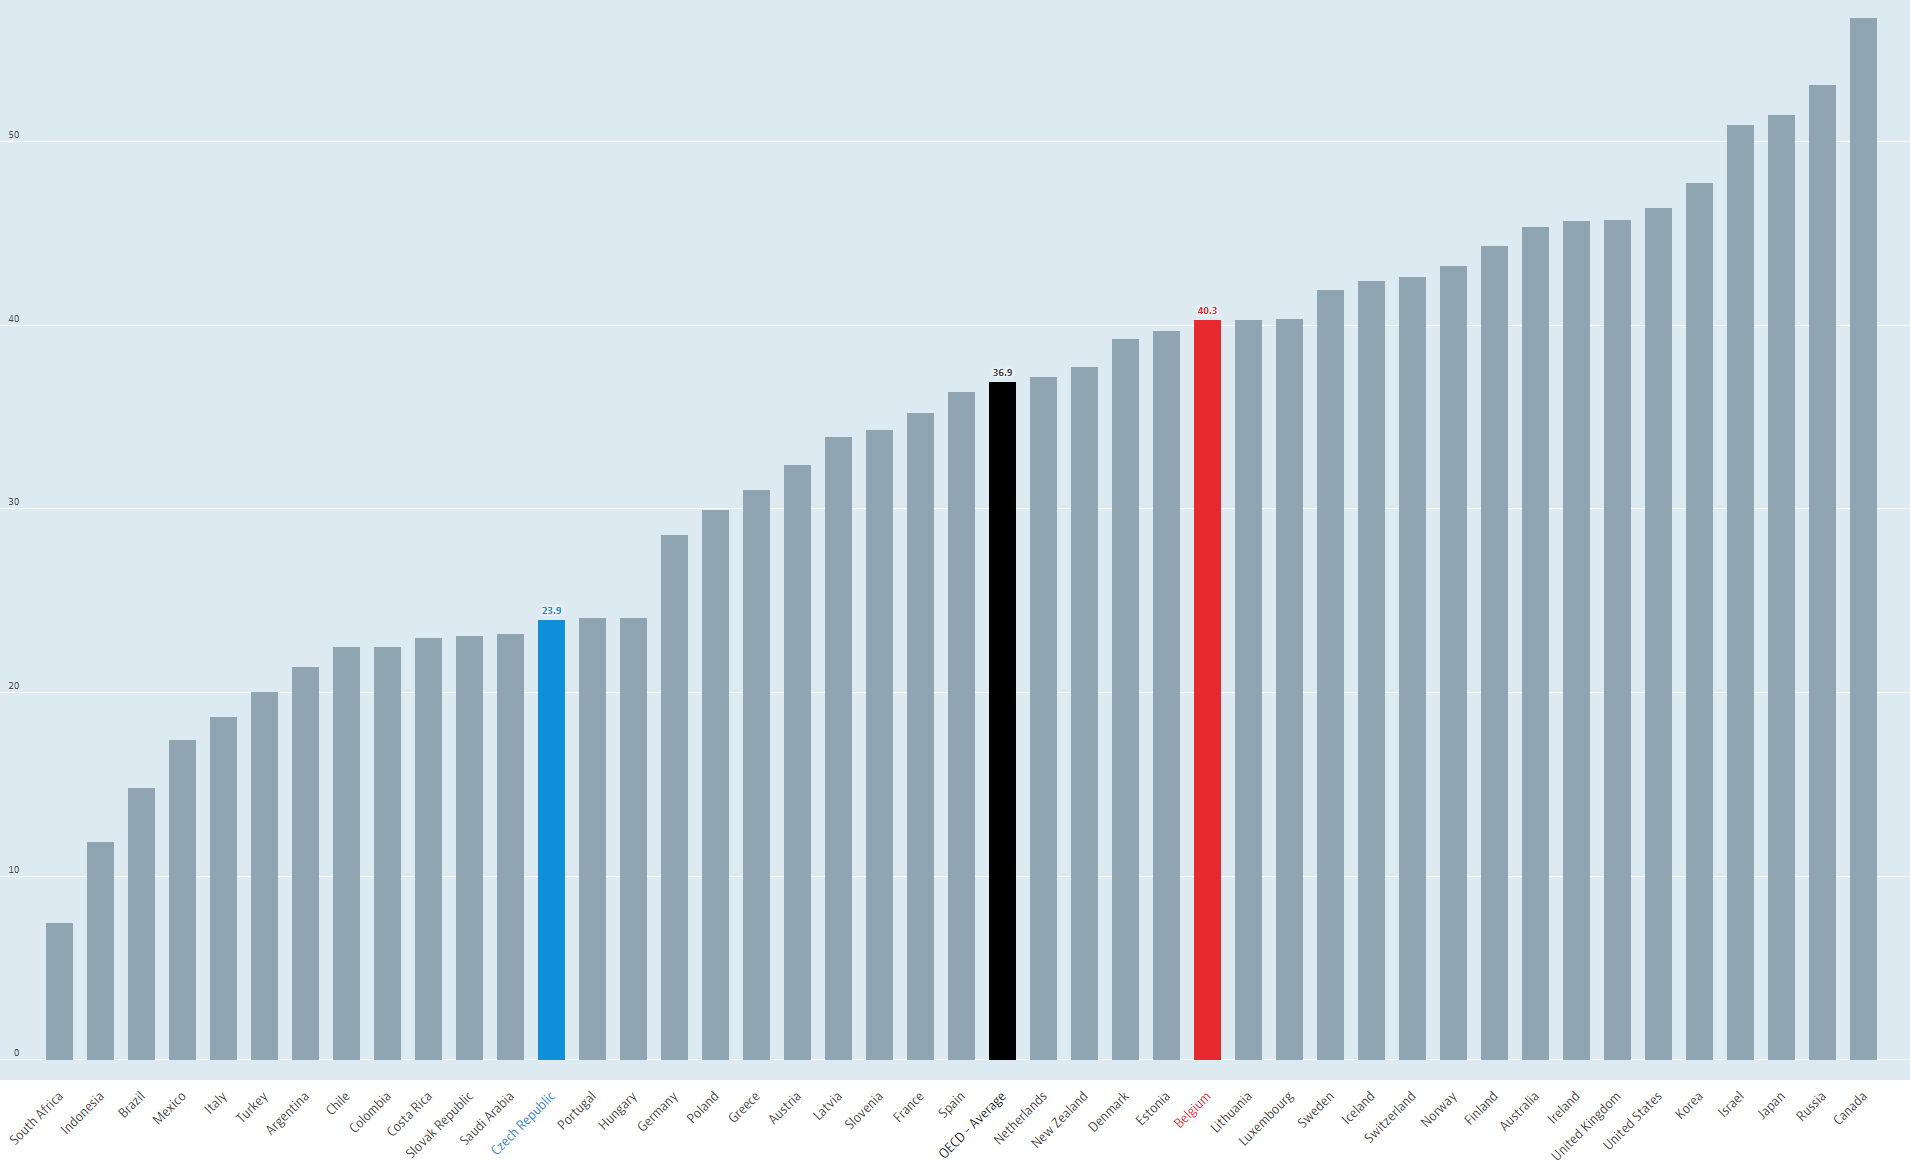 50
40
30
20
10
0
23.9
36.9
40.3
South Africa
Indonesia
Brazil
Mexico
Italy
Turkey
Argentina
Chile
Colombia
Costa Rica
Slovak Republic
Saudi Arabia
Czech Republic
Portugal
Hungary
Germany
Poland
Greece
Austria
Latvia
Slovenia
France
Spain
OECD - Average
Netherlands
New Zealand
Denmark
Estonia
Belgium
Lithuania
Luxembourg
Sweden
Iceland
Switzerland
Norway
Finland
Australia
Ireland
United Kingdom
United States
Korea
Israel
Japan
Russia
Canada